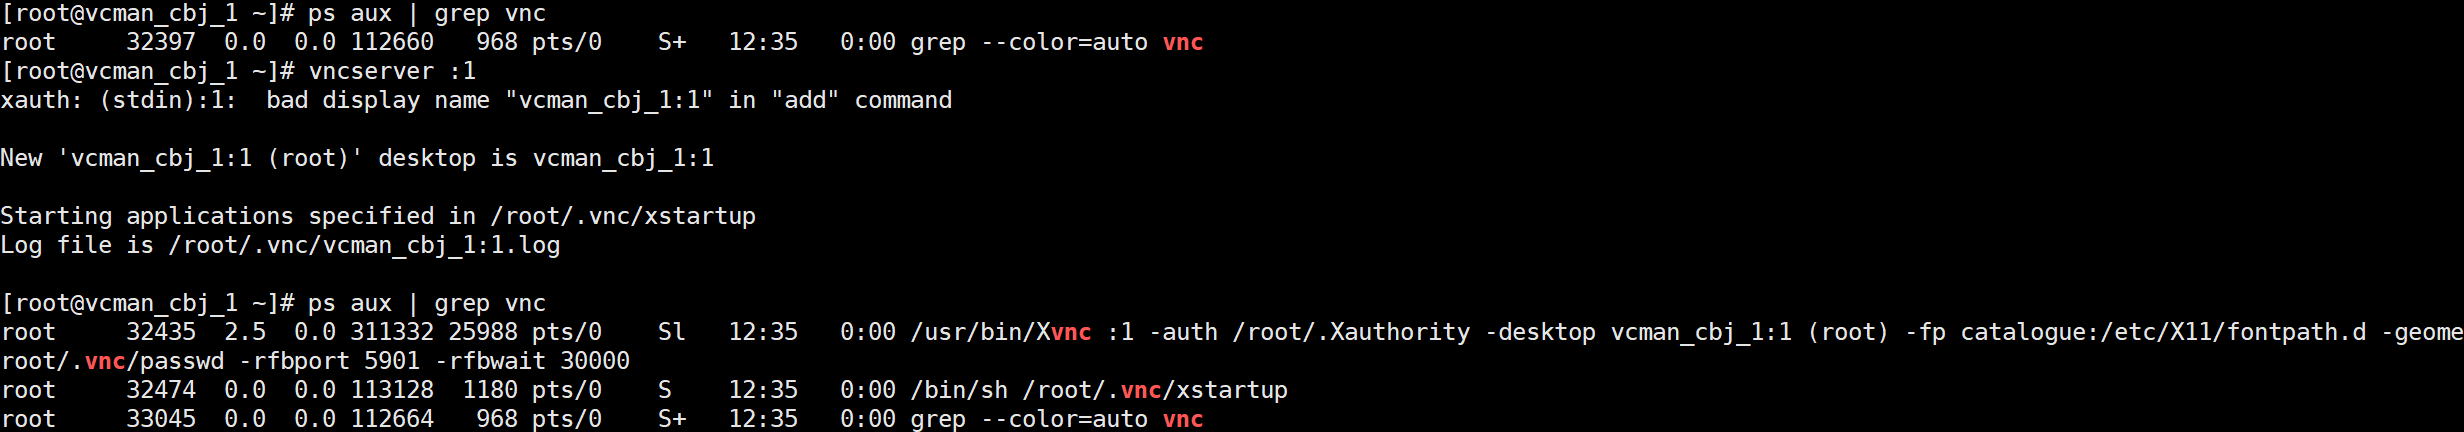 [root@vcman_cbj_1 ~]# ps aux | grep vnc
root     32397  0.0  0.0 112660   968 pts/0    S+   12:35   0:00 grep --color=auto vnc
[root@vcman_cbj_1 ~]# vncserver :1
xauth: (stdin):1:  bad display name "vcman_cbj_1:1" in "add" command
New 'vcman_cbj_1:1 (root)' desktop is vcman_cbj_1:1
Starting applications specified in /root/.vnc/xstartup
Log file is /root/.vnc/vcman_cbj_1:1.log
[root@vcman_cbj_1 ~]# ps aux | grep vnc
root     32435  2.5  0.0 311332 25988 pts/0    Sl   12:35   0:00 /usr/bin/Xvnc :1 -auth /root/.Xauthority -desktop vcman_cbj_1:1 (root) -fp catalogue:/etc/X11/fontpath.d -geome
root/.vnc/passwd -rfbport 5901 -rfbwait 30000
root     32474  0.0  0.0 113128  1180 pts/0    S    12:35   0:00 /bin/sh /root/.vnc/xstartup
root     33045  0.0  0.0 112664   968 pts/0    S+   12:35   0:00 grep --color=auto vnc